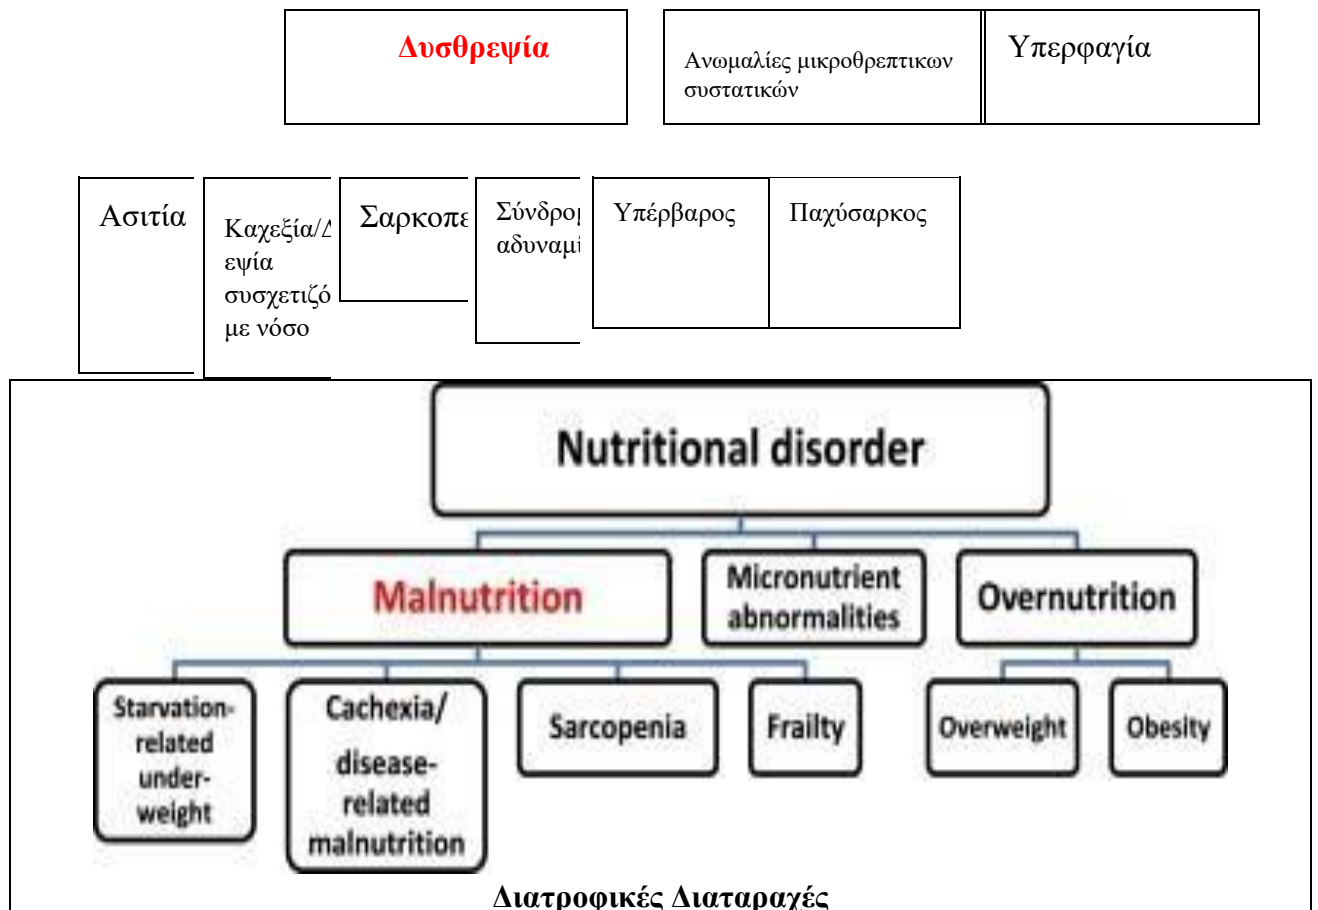 Δυσθρεψία
Ανωμαλίες μικροθρεπτικων
συστατικών
Υπερφαγία
Ασιτία
Καχεξία/Δ
εψία
συσχετιζό
με νόσο
Σαρκοπε
Σύνδρομ
αδυναμί
Υπέρβαρος
Παχύσαρκος
Nutritional disorder
Malnutrition
Micronutrient
abnormalities
Overnutrition
Starvation-
related
under-
weight
Cachexia/
disease-
related
malnutrition
Sarcopenia
Frailty
Overweight
Obesity
Διατροφικές Διαταραχές